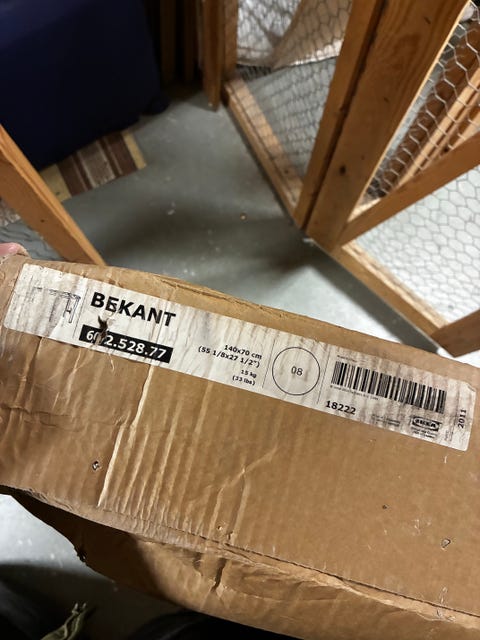 BEKANT
602.528.77
140x70 cm
(55 1/8x27 1/2")
15 kg
(33 lbs)
08
18222
IKEA
2011